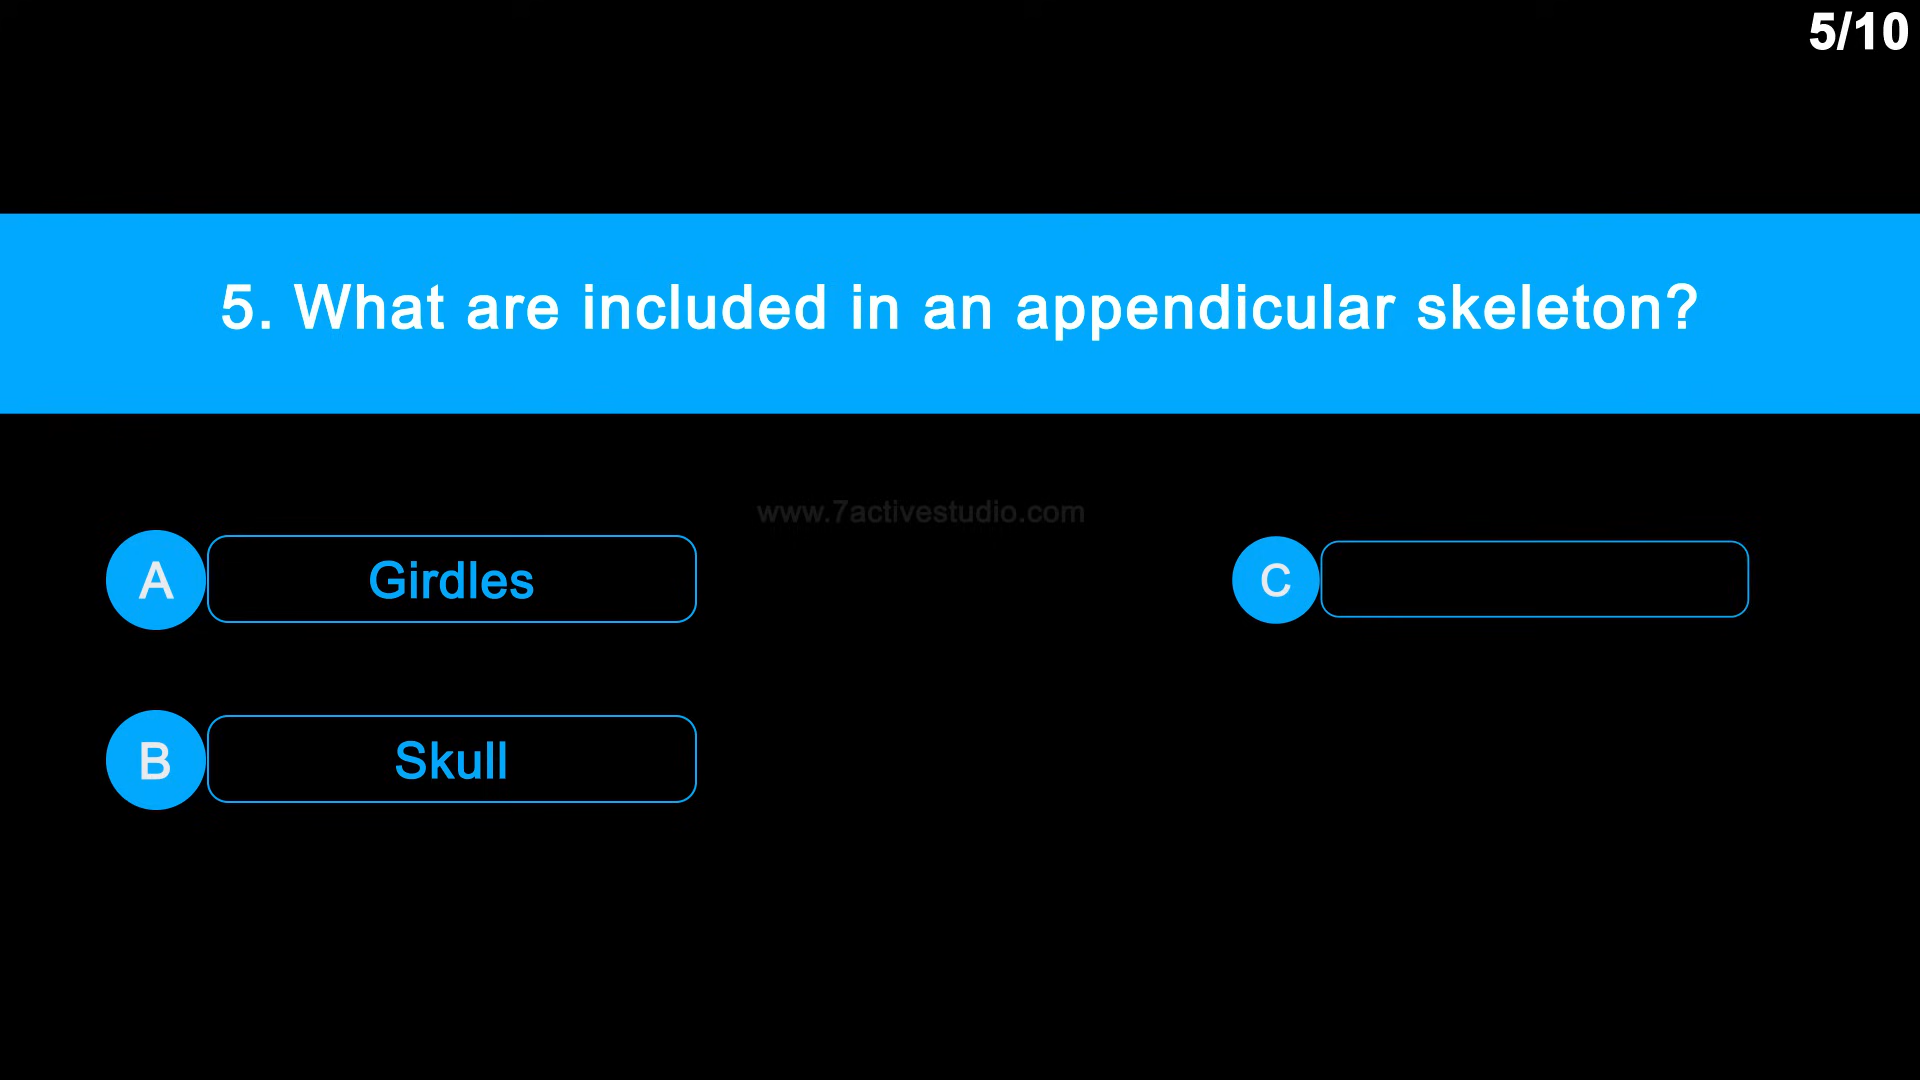 5/10
5. What are included in an appendicular skeleton?
www.7activestudio.com
A Girdles
C
B Skull